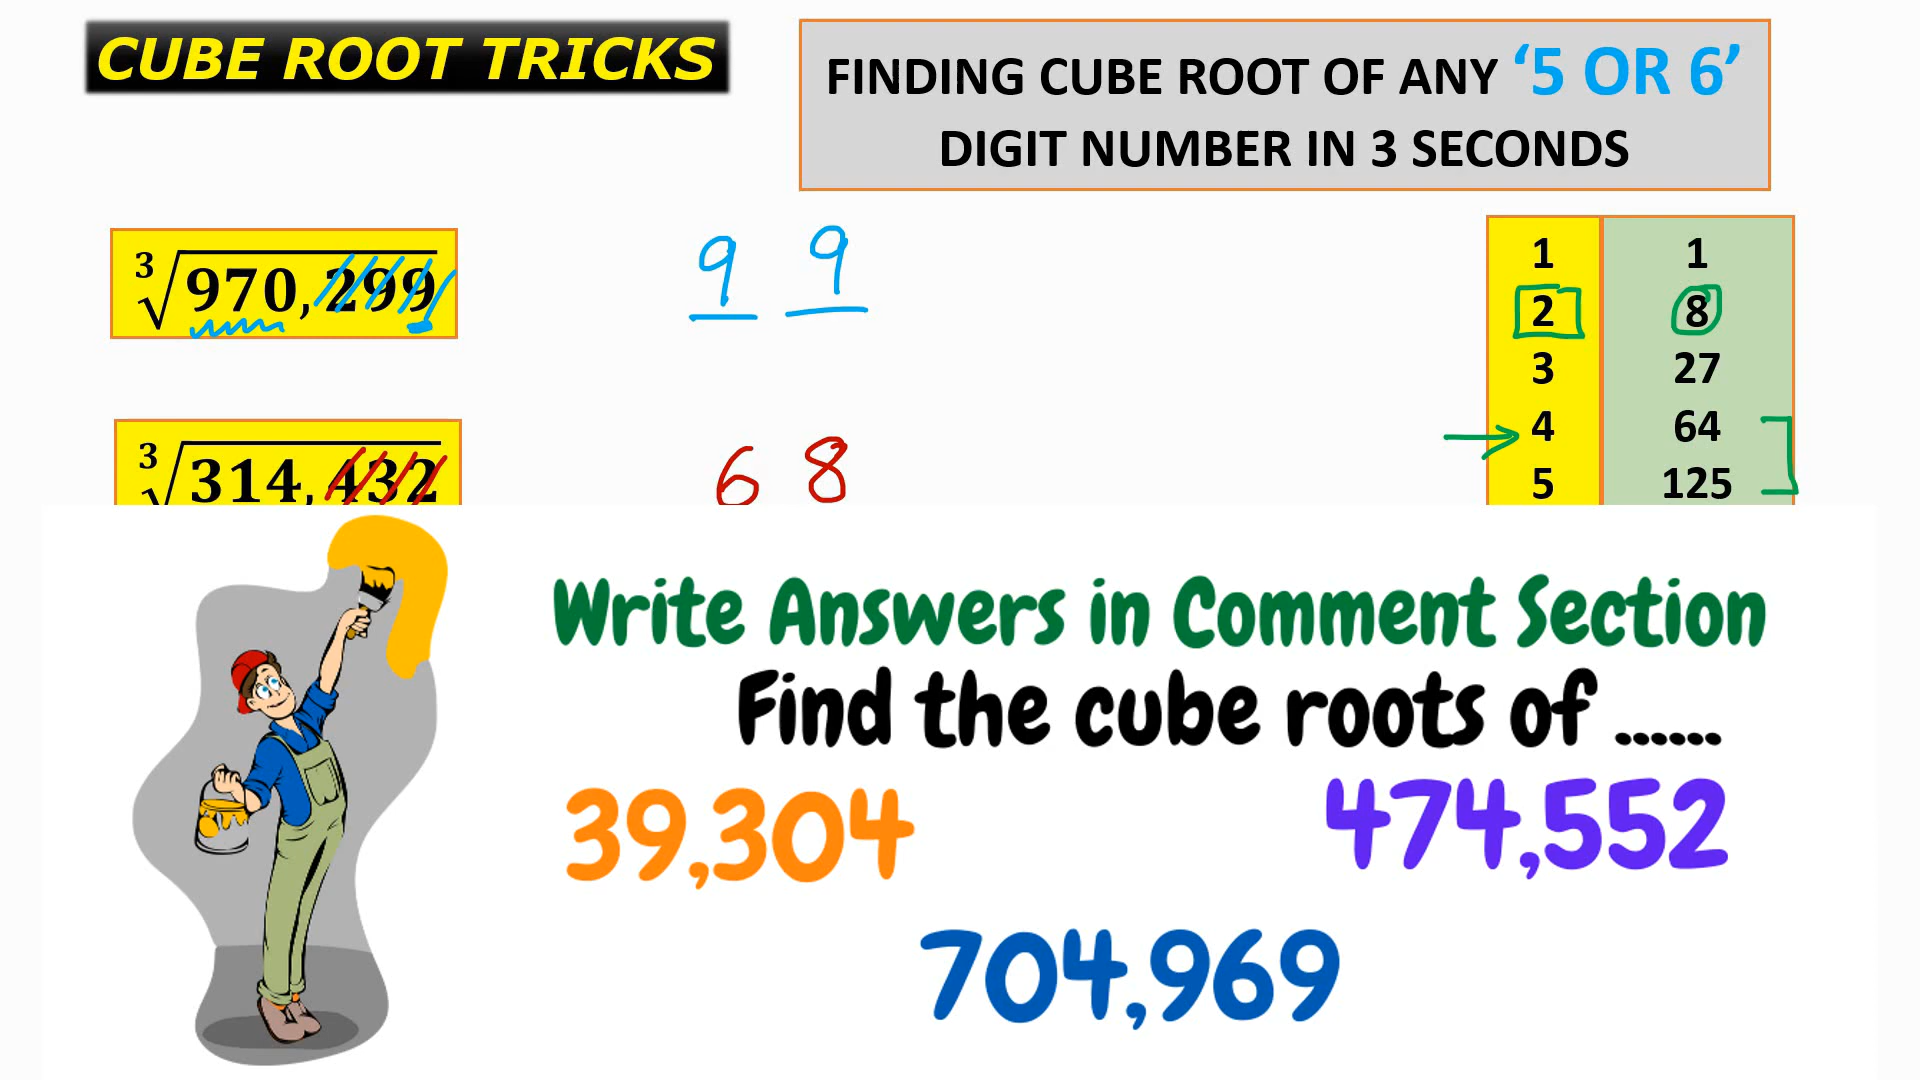 CUBE ROOT TRICKS
FINDING CUBE ROOT OF ANY ‘5 OR 6’
DIGIT NUMBER IN 3 SECONDS
∛970,299
9 9
∛314,432
6 8
1 1
2 8
3 27
4 64
5 125
Write Answers in Comment Section
Find the cube roots of ......
39,304
474,552
704,969